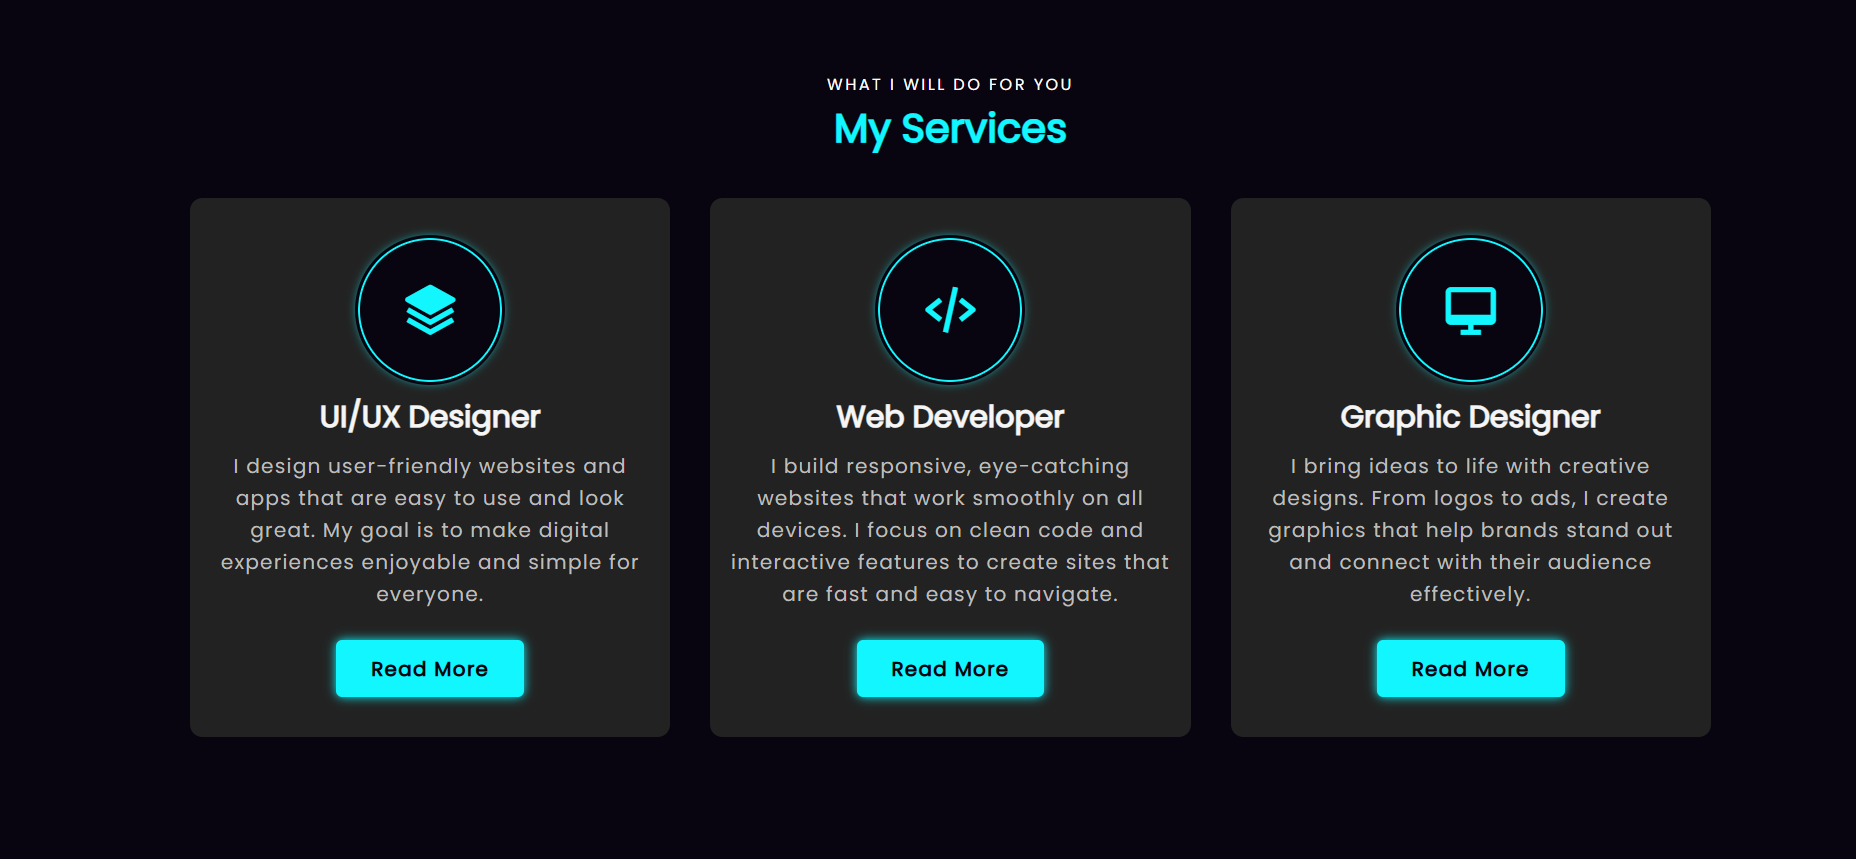 WHAT I WILL DO FOR YOU
My Services
UI/UX Designer
I design user-friendly websites and
apps that are easy to use and look
great. My goal is to make digital
experiences enjoyable and simple for
everyone.
Read More
Web Developer
I build responsive, eye-catching
websites that work smoothly on all
devices. I focus on clean code and
interactive features to create sites that
are fast and easy to navigate.
Read More
Graphic Designer
I bring ideas to life with creative
designs. From logos to ads, I create
graphics that help brands stand out
and connect with their audience
effectively.
Read More